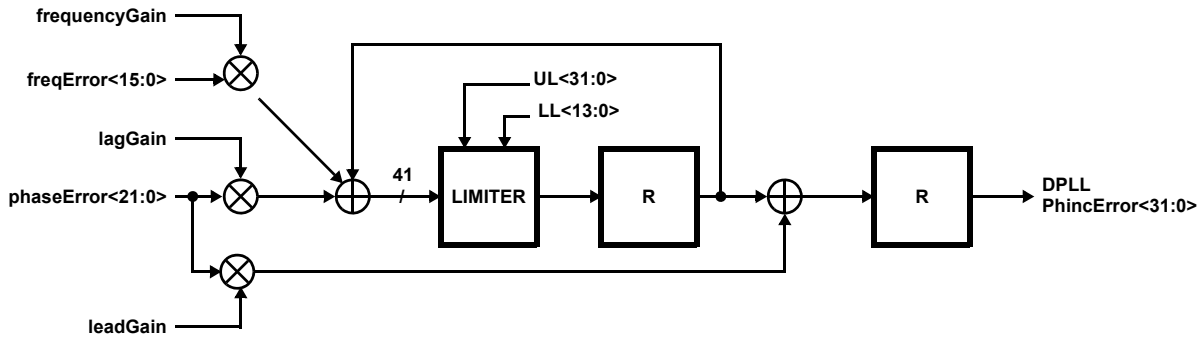 frequencyGain
freqError<15:0>
UL<31:0>
LL<13:0>
lagGain
41
phaseError<21:0>
LIMITER
R
R
DPLL
PhincError<31:0>
leadGain